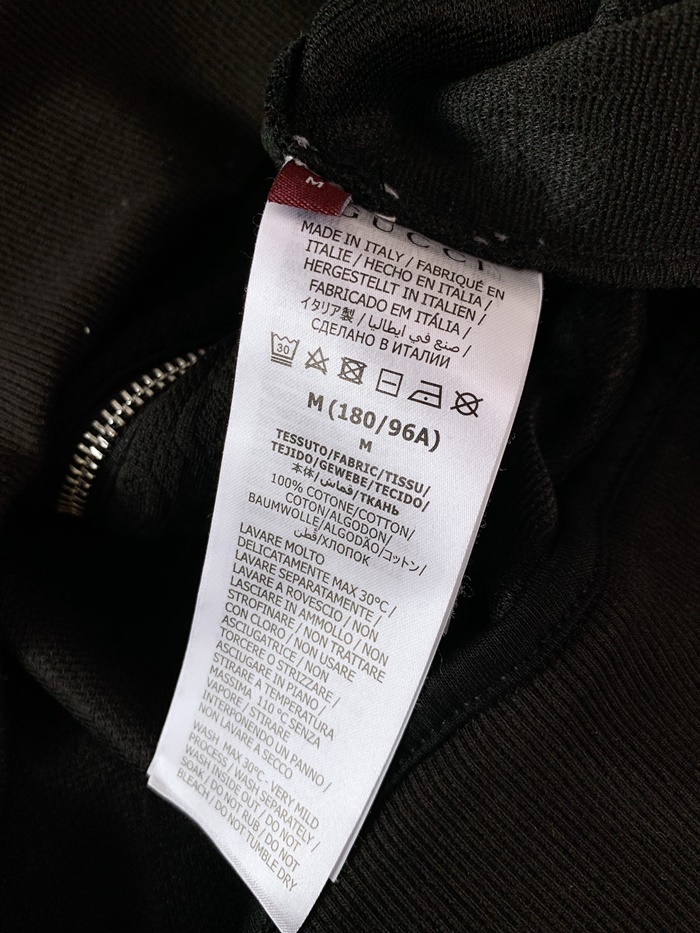 M
GUCCI
MADE IN ITALY / FABRIQUÉ EN
ITALIE / HECHO EN ITALIA /
HERGESTELLT IN ITALIEN /
FABRICADO EM ITÁLIA /
イタリア製 / صنع في ايطاليا /
СДЕЛАНО В ИТАЛИИ
30
M (180/96A)
M
TESSUTO/FABRIC/TISSU/
TEJIDO/GEWEBE/TECIDO/
本体/قماش/ТКАНЬ
100% COTONE/COTTON/
COTON/ALGODON/
BAUMWOLLE/ALGODÃO/コットン/
قطن/ХЛОПОК
LAVARE MOLTO
DELICATAMENTE MAX 30°C /
LAVARE SEPARATAMENTE /
LAVARE A ROVESCIO / NON
LASCIARE IN AMMOLLO / NON
STROFINARE / NON TRATTARE
CON CLORO / NON USARE
ASCIUGATRICE / NON
TORCERE O STRIZZARE /
ASCIUGARE IN PIANO /
STIRARE A TEMPERATURA
MASSIMA 110 °C SENZA
VAPORE / STIRARE
INTERPONENDO UN PANNO /
NON LAVARE A SECCO
WASH, MAX 30°C - VERY MILD
PROCESS / WASH SEPARATELY /
WASH INSIDE OUT / DO NOT
SOAK / DO NOT RUB / DO NOT
BLEACH / DO NOT TUMBLE DRY